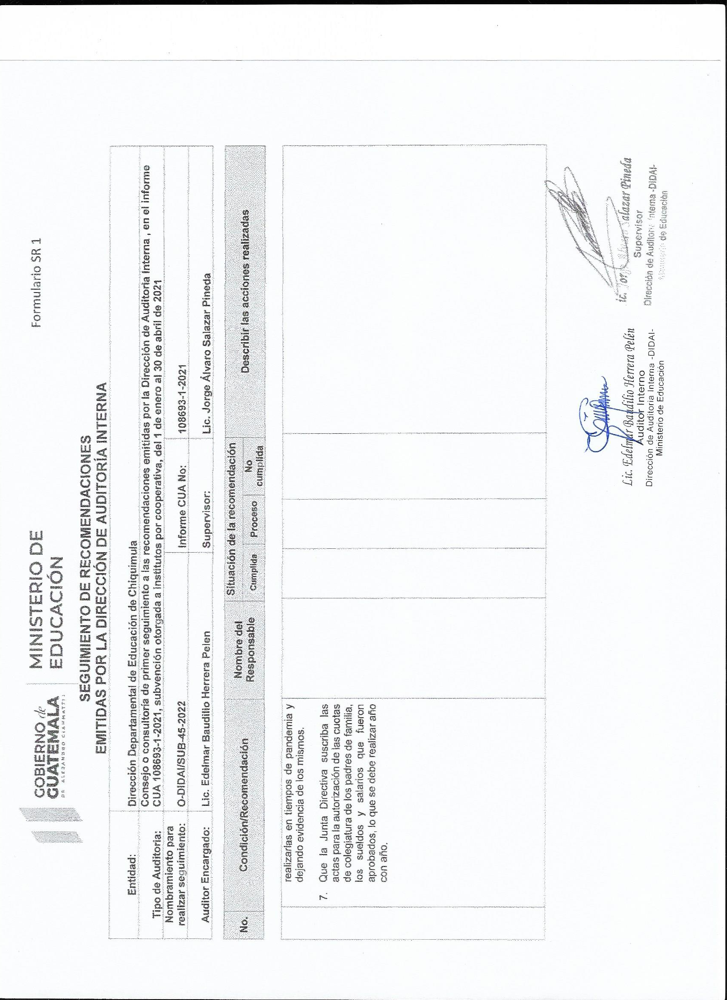 GOBIERNO de
GUATEMALA
DR. ALEJANDRO GIAMMATTEI
MINISTERIO DE
EDUCACIÓN
Formulario SR 1
SEGUIMIENTO DE RECOMENDACIONES
EMITIDAS POR LA DIRECCIÓN DE AUDITORÍA INTERNA
Entidad: Dirección Departamental de Educación de Chiquimula
Tipo de Auditoria: Consejo o consultoría de primer seguimiento a las recomendaciones emitidas por la Dirección de Auditoría Interna , en el informe
CUA 108693-1-2021, subvención otorgada a institutos por cooperativa, del 1 de enero al 30 de abril de 2021
Nombramiento para
realizar seguimiento: O-DIDAI/SUB-45-2022 Informe CUA No: 108693-1-2021
Auditor Encargado: Lic. Edelmar Baudilio Herrera Pelen Supervisor: Lic. Jorge Álvaro Salazar Pineda
No. Condición/Recomendación Nombre del
Responsable
Situación de la recomendación
Cumplida Proceso No
cumplida
Describir las acciones realizadas
realizarlas en tiempos de pandemia y
dejando evidencia de los mismos.
7. Que la Junta Directiva suscriba las
actas para la autorización de las cuotas
de colegiatura de los padres de familia,
los sueldos y salarios que fueron
aprobados, lo que se debe realizar año
con año.
Lic. Edelmar Baudilio Herrera Pelén
Auditor Interno
Dirección de Auditoria Interna -DIDAI-
Ministerio de Educación
Salazar Pineda
Supervisor
Dirección de Auditoria Interna -DIDAI-
de Educación